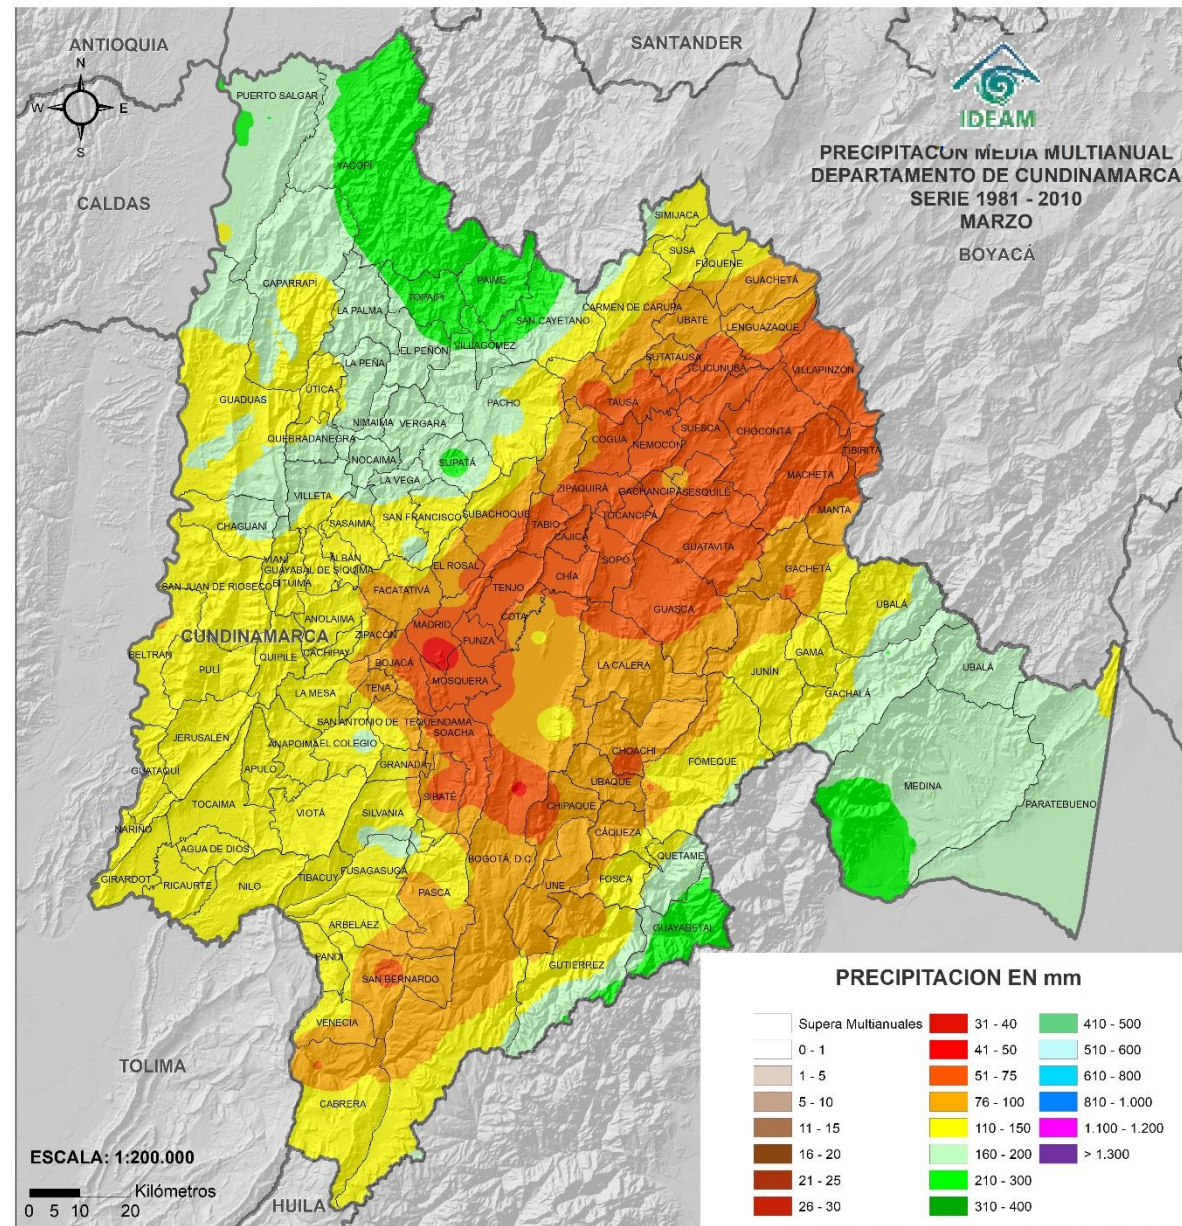 ANTIOQUIA
SANTANDER
N
W
E
S
IDEAM
PRECIPITACÓN MEDIA MULTIANUAL
DEPARTAMENTO DE CUNDINAMARCA
SERIE 1981 - 2010
MARZO
BOYACÁ
CALDAS
PUERTO SALGAR
YACOPÍ
SIMIJACA
SUSA
FÚQUENE
GUACHETÁ
CAPARRAPÍ
PAIME
TOPAIPÍ
LA PALMA
SAN CAYETANO
CARMEN DE CARUPA
UBATÉ
LENGUAZAQUE
VILLAGÓMEZ
EL PEÑÓN
LA PEÑA
SUTATAUSA
CUCUNUBÁ
VILLAPINZON
ÚTICA
GUADUAS
PACHO
TAUSA
NIMAIMA
VERGARA
SUESCA
CHOCONTÁ
QUEBRADANEGRA
COGUA
NEMOCÓN
TIBIRITA
NOCAIMA
SUPATÁ
MACHETA
LA VEGA
ZIPAQUIRÁ
GACHANCIPÁ
SESQUILÉ
VILLETA
MANTA
CHAGUANÍ
SASAIMA
SAN FRANCISCO
SUBACHOQUE
TOCANCIPÁ
TABIO
CAJICÁ
GUATAVITA
VIANÍ
ALBÁN
EL ROSAL
SOPÓ
GUAYABAL DE SÍQUIMA
GACHETÁ
SAN JUAN DE RIOSECO
BITUIMA
FACATATIVÁ
TENJO
CHÍA
GUASCA
UBALÁ
ANOLAIMA
COTA
MADRID
CUNDINAMARCA
ZIPACÓN
FUNZA
BELTRÁN
PULÍ
QUIPILE
CACHIPAY
BOJACÁ
LA CALERA
GAMA
UBALÁ
JUNÍN
MOSQUERA
TENA
LA MESA
GACHALÁ
SAN ANTONIO DE TEQUENDAMA
SOACHA
JERUSALÉN
ANAPOIMA
EL COLEGIO
CHOACHÍ
FÓMEQUE
GUATAQUÍ
APULO
GRANADA
UBAQUE
MEDINA
TOCAIMA
SIBATÉ
CHIPAQUE
PARATEBUENO
VIOTÁ
SILVANIA
NARIÑO
CÁQUEZA
AGUA DE DIOS
BOGOTÁ, D.C.
QUETAME
FUSAGASUGÁ
TIBACUY
GIRARDOT
RICAURTE
NILO
UNE
FOSCA
PASCA
ARBELÁEZ
GUAYABETAL
PANDI
GUTIÉRREZ
SAN BERNARDO
VENECIA
TOLIMA
CABRERA
HUILA
ESCALA: 1:200.000
Kilómetros
0 5 10 20
PRECIPITACION EN mm
Supera Multianuales
0 - 1
1 - 5
5 - 10
11 - 15
16 - 20
21 - 25
26 - 30
31 - 40
41 - 50
51 - 75
76 - 100
110 - 150
160 - 200
210 - 300
310 - 400
410 - 500
510 - 600
610 - 800
810 - 1.000
1.100 - 1.200
> 1.300